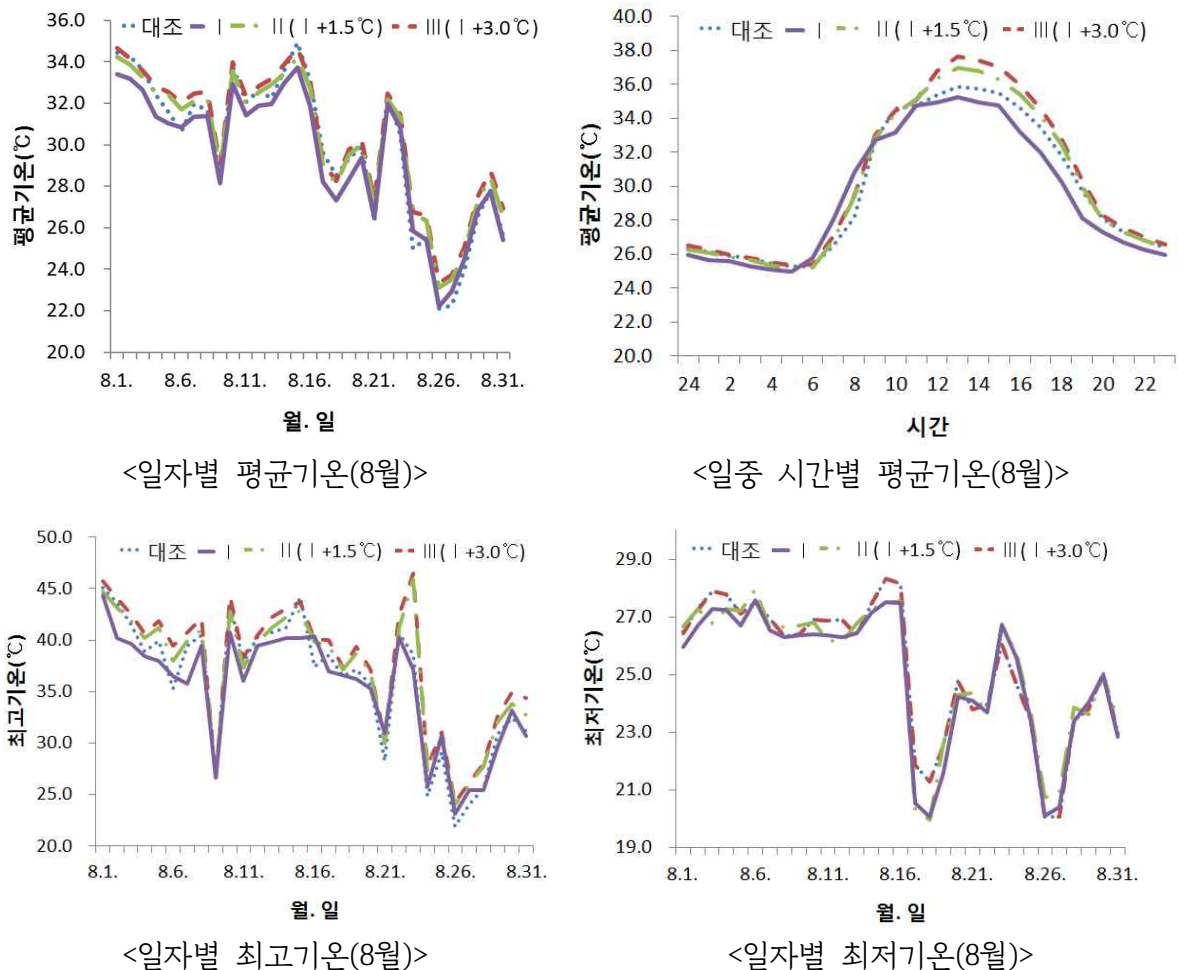 대조 Ⅰ Ⅱ(Ⅰ+1.5℃) Ⅲ(Ⅰ+3.0℃)
평균기온(℃)
36.0
34.0
32.0
30.0
28.0
26.0
24.0
22.0
20.0
8.1. 8.6. 8.11. 8.16. 8.21. 8.26. 8.31.
월. 일
<일자별 평균기온(8월)>
대조 Ⅰ Ⅱ(Ⅰ+1.5℃) Ⅲ(Ⅰ+3.0℃)
평균기온(℃)
40.0
38.0
36.0
34.0
32.0
30.0
28.0
26.0
24.0
22.0
20.0
24 2 4 6 8 10 12 14 16 18 20 22
시간
<일중 시간별 평균기온(8월)>
대조 Ⅰ Ⅱ(Ⅰ+1.5℃) Ⅲ(Ⅰ+3.0℃)
최고기온(℃)
50.0
45.0
40.0
35.0
30.0
25.0
20.0
8.1. 8.6. 8.11. 8.16. 8.21. 8.26. 8.31.
월. 일
<일자별 최고기온(8월)>
대조 Ⅰ Ⅱ(Ⅰ+1.5℃) Ⅲ(Ⅰ+3.0℃)
최저기온(℃)
29.0
27.0
25.0
23.0
21.0
19.0
8.1. 8.6. 8.11. 8.16. 8.21. 8.26. 8.31.
월. 일
<일자별 최저기온(8월)>